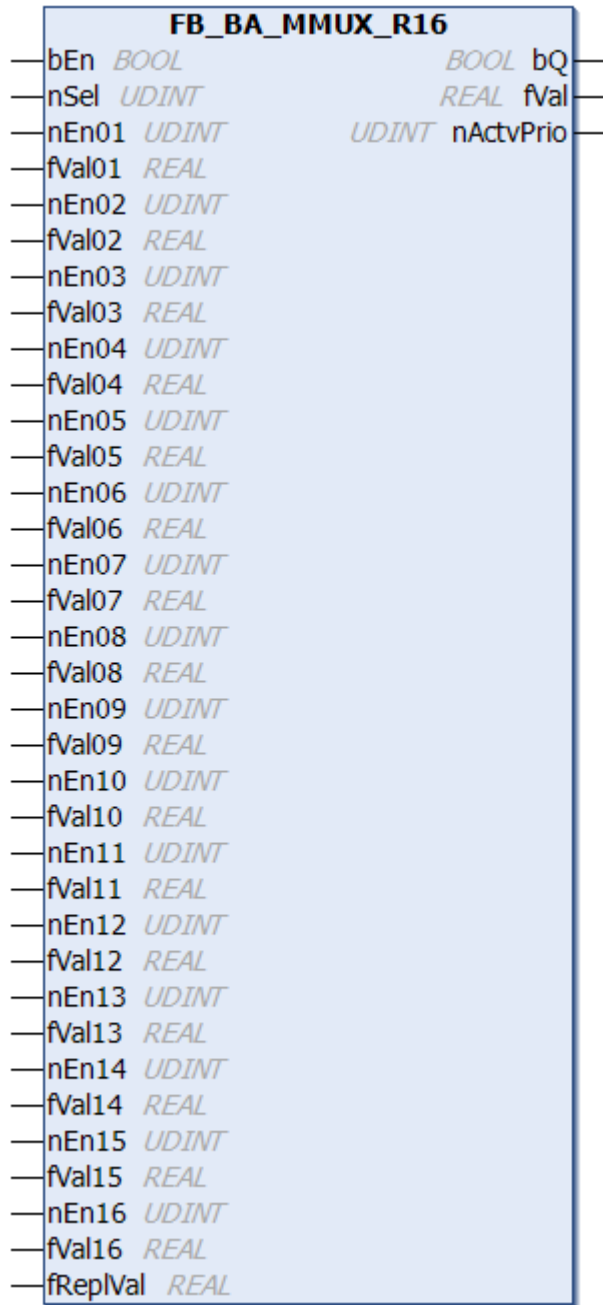 FB_BA_MMUX_R16
bEn BOOL BOOL bQ
nSel UDINT REAL fVal
nEn01 UDINT UDINT nActvPrio
fVal01 REAL
nEn02 UDINT
fVal02 REAL
nEn03 UDINT
fVal03 REAL
nEn04 UDINT
fVal04 REAL
nEn05 UDINT
fVal05 REAL
nEn06 UDINT
fVal06 REAL
nEn07 UDINT
fVal07 REAL
nEn08 UDINT
fVal08 REAL
nEn09 UDINT
fVal09 REAL
nEn10 UDINT
fVal10 REAL
nEn11 UDINT
fVal11 REAL
nEn12 UDINT
fVal12 REAL
nEn13 UDINT
fVal13 REAL
nEn14 UDINT
fVal14 REAL
nEn15 UDINT
fVal15 REAL
nEn16 UDINT
fVal16 REAL
fReplVal REAL